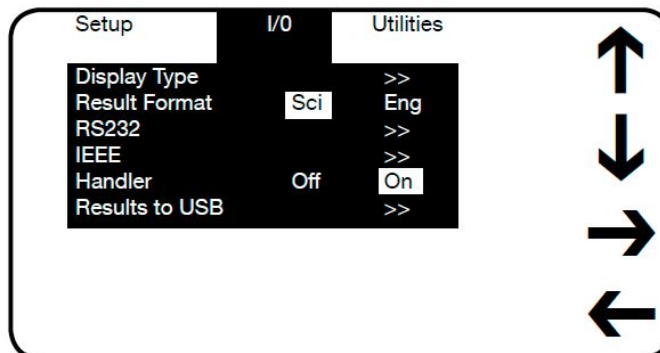 Setup I/0 Utilities
Display Type >>
Result Format Sci Eng
RS232 >>
IEEE >>
Handler Off On
Results to USB >>